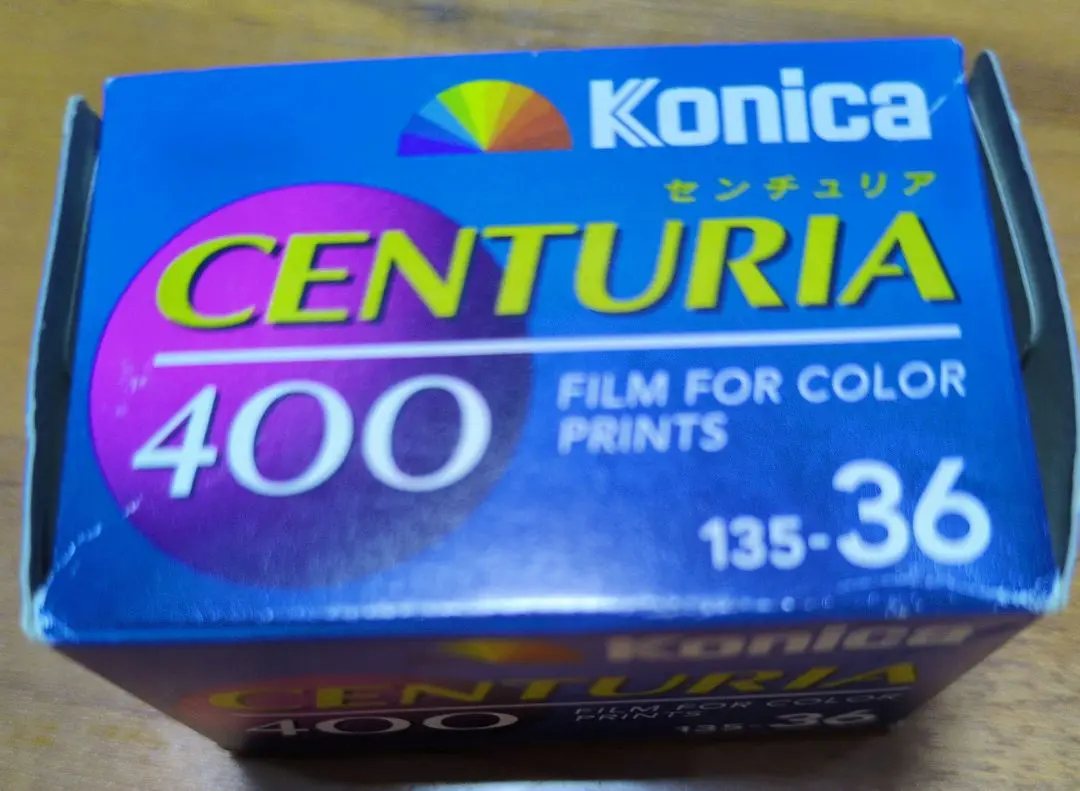 Konica
センチュリア
CENTURIA
400
FILM FOR COLOR
PRINTS
135-36
Konica
CENTURIA
400
FILM FOR COLOR
PRINTS
135-36